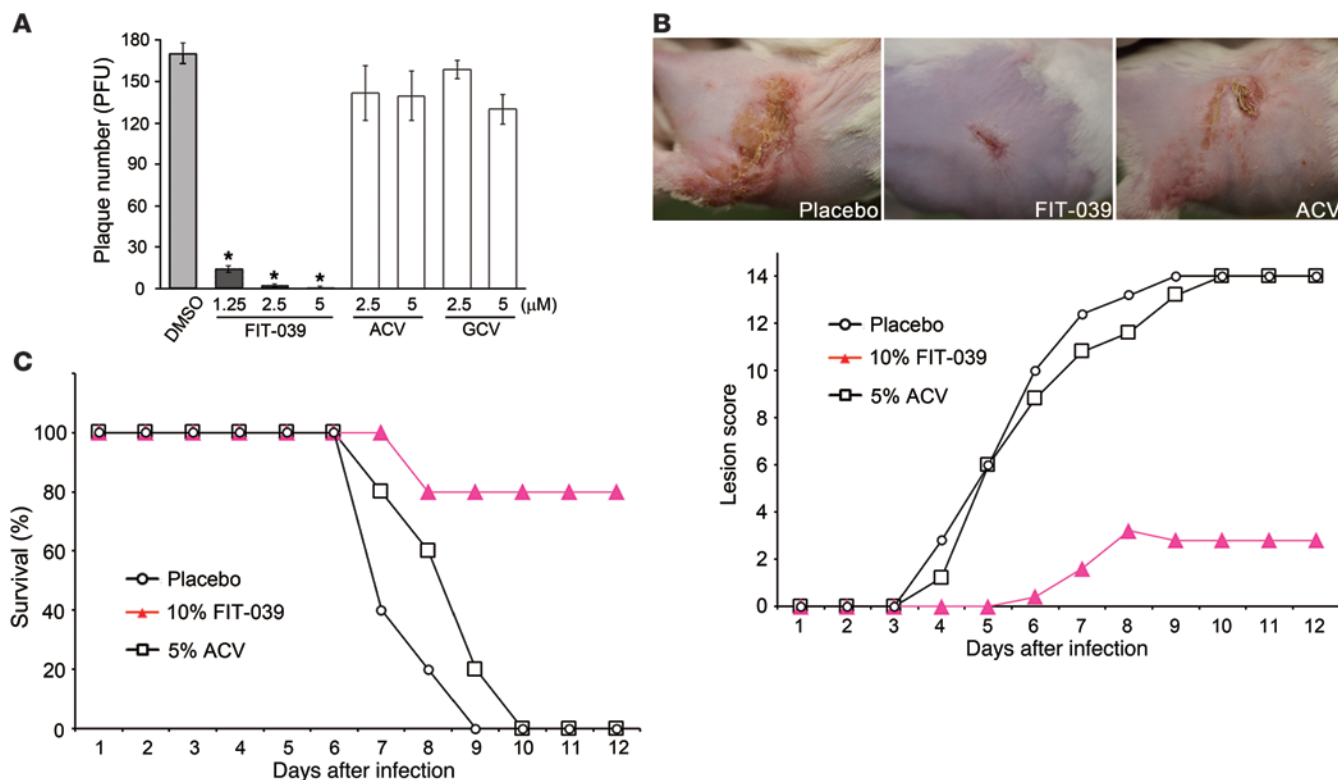 A
Plaque number (PFU)
180
150
120
90
60
30
0
* * *
DMSO 1.25 2.5 5 2.5 5 2.5 5 (μM)
FIT-039 ACV GCV
B
Placebo FIT-039 ACV
Lesion score
14
12
10
8
6
4
2
0
Placebo
10% FIT-039
5% ACV
1 2 3 4 5 6 7 8 9 10 11 12
Days after infection
C
Survival (%)
100
80
60
40
20
0
Placebo
10% FIT-039
5% ACV
1 2 3 4 5 6 7 8 9 10 11 12
Days after infection